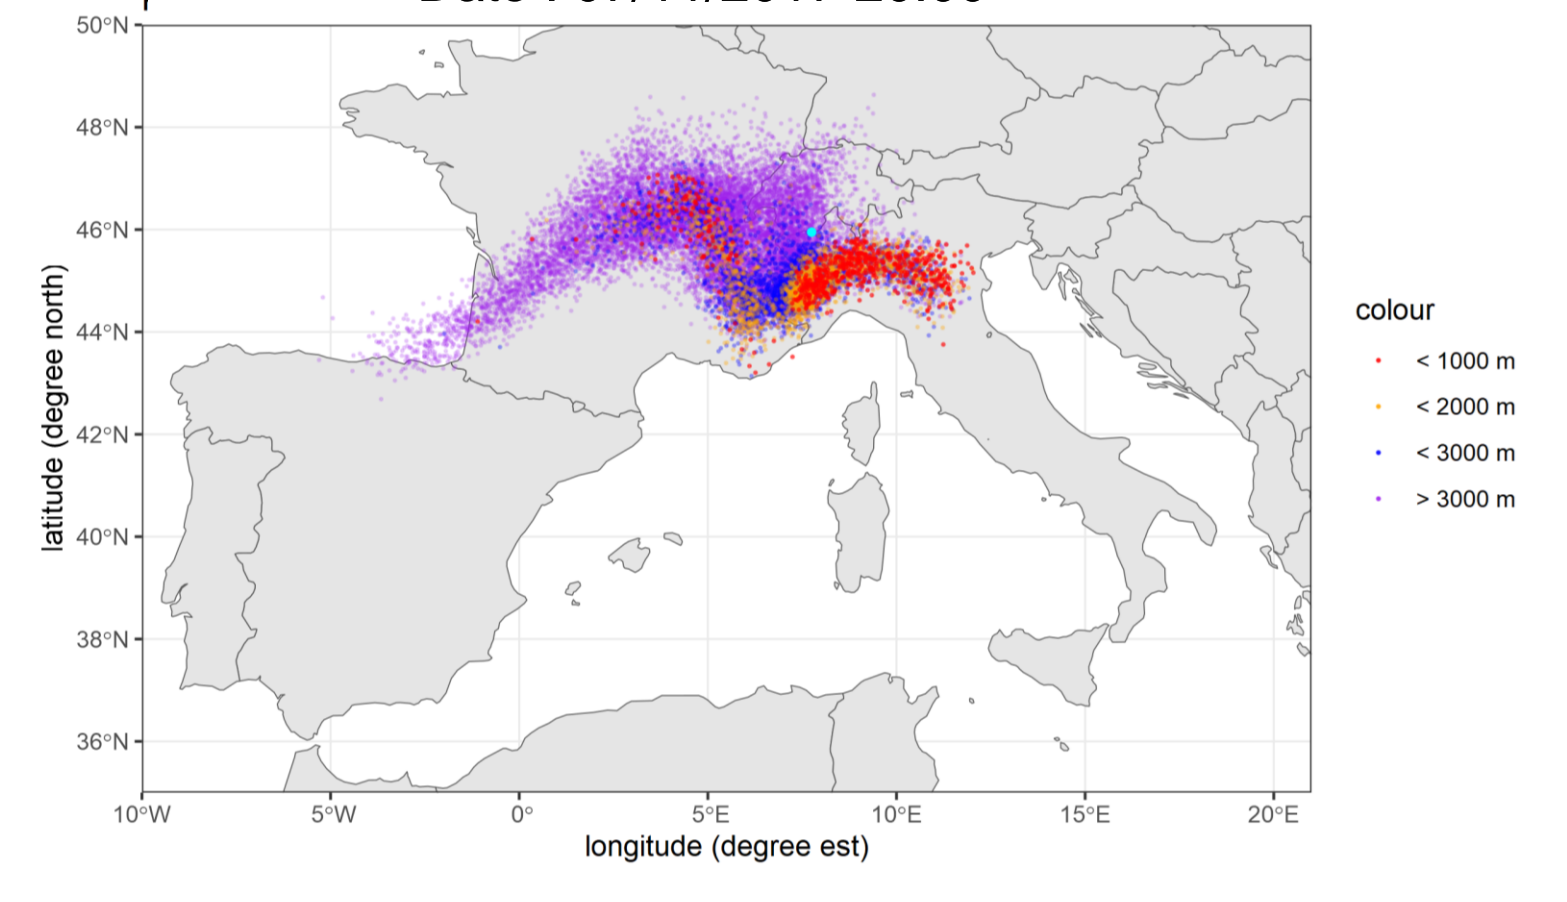 50°N
48°N
46°N
44°N
42°N
40°N
38°N
36°N
10°W 5°W 0° 5°E 10°E 15°E 20°E
longitude (degree est)
latitude (degree north)
colour
< 1000 m
< 2000 m
< 3000 m
> 3000 m